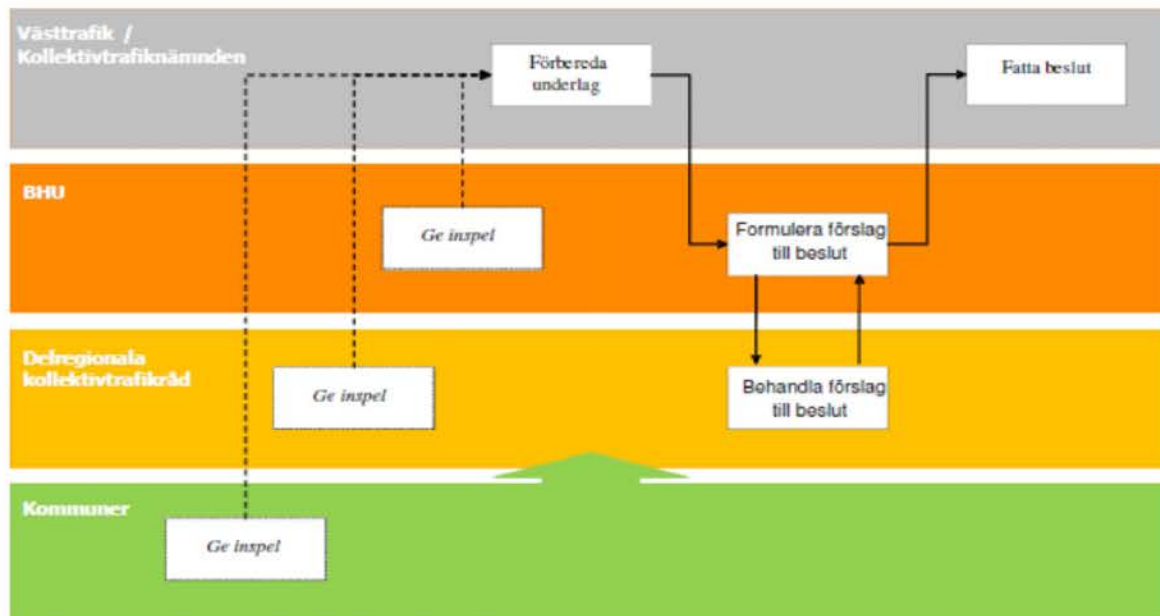 Västtrafik /
Kollektivtrafiknämnden
Förbereda
underlag
Fatta beslut
BHU
Ge inspel
Formulera förslag
till beslut
Delregionala
kollektivtrafikråd
Ge inspel
Behandla förslag
till beslut
Kommuner
Ge inspel